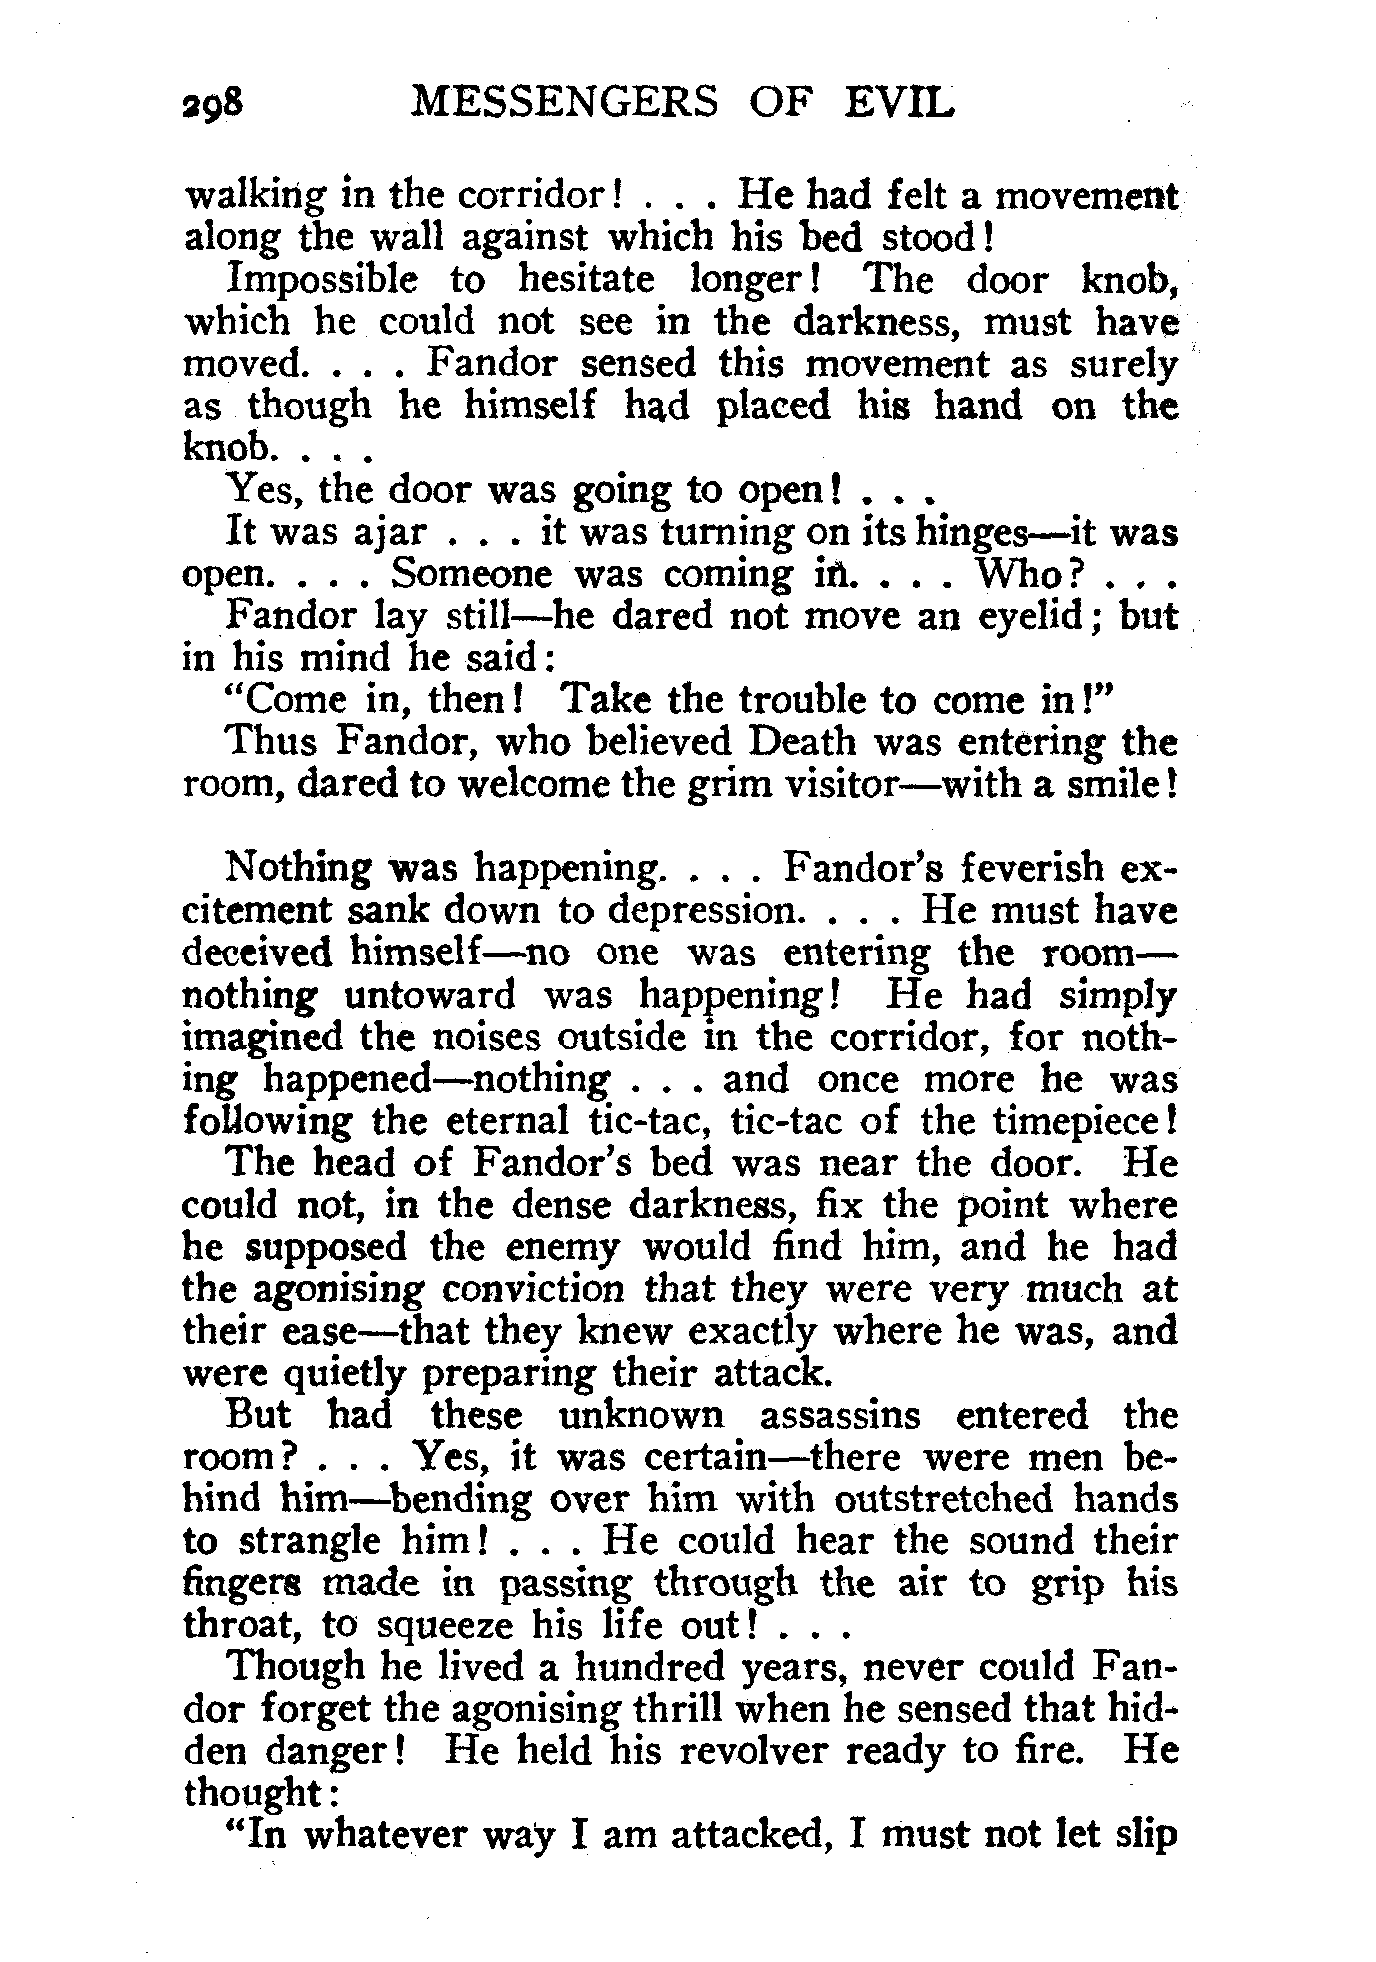 298 MESSENGERS OF EVIL
walking in the corridor! . . . He had felt a movement
along the wall against which his bed stood!
Impossible to hesitate longer! The door knob,
which he could not see in the darkness, must have
moved. . . . Fandor sensed this movement as surely
as though he himself had placed his hand on the
knob. . . .
Yes, the door was going to open! . . .
It was ajar . . . it was turning on its hinges—it was
open. . . . Someone was coming in. . . . Who? . . .
Fandor lay still—he dared not move an eyelid; but
in his mind he said:
"Come in, then! Take the trouble to come in!"
Thus Fandor, who believed Death was entering the
room, dared to welcome the grim visitor—with a smile!
Nothing was happening. . . . Fandor's feverish ex-
citement sank down to depression. . . . He must have
deceived himself—no one was entering the room—
nothing untoward was happening! He had simply
imagined the noises outside in the corridor, for noth-
ing happened—nothing . . . and once more he was
following the eternal tic-tac, tic-tac of the timepiece!
The head of Fandor's bed was near the door. He
could not, in the dense darkness, fix the point where
he supposed the enemy would find him, and he had
the agonising conviction that they were very much at
their ease—that they knew exactly where he was, and
were quietly preparing their attack.
But had these unknown assassins entered the
room? . . . Yes, it was certain—there were men be-
hind him—bending over him with outstretched hands
to strangle him! . . . He could hear the sound their
fingers made in passing through the air to grip his
throat, to squeeze his life out! . . .
Though he lived a hundred years, never could Fan-
dor forget the agonising thrill when he sensed that hid-
den danger! He held his revolver ready to fire. He
thought:
"In whatever way I am attacked, I must not let slip